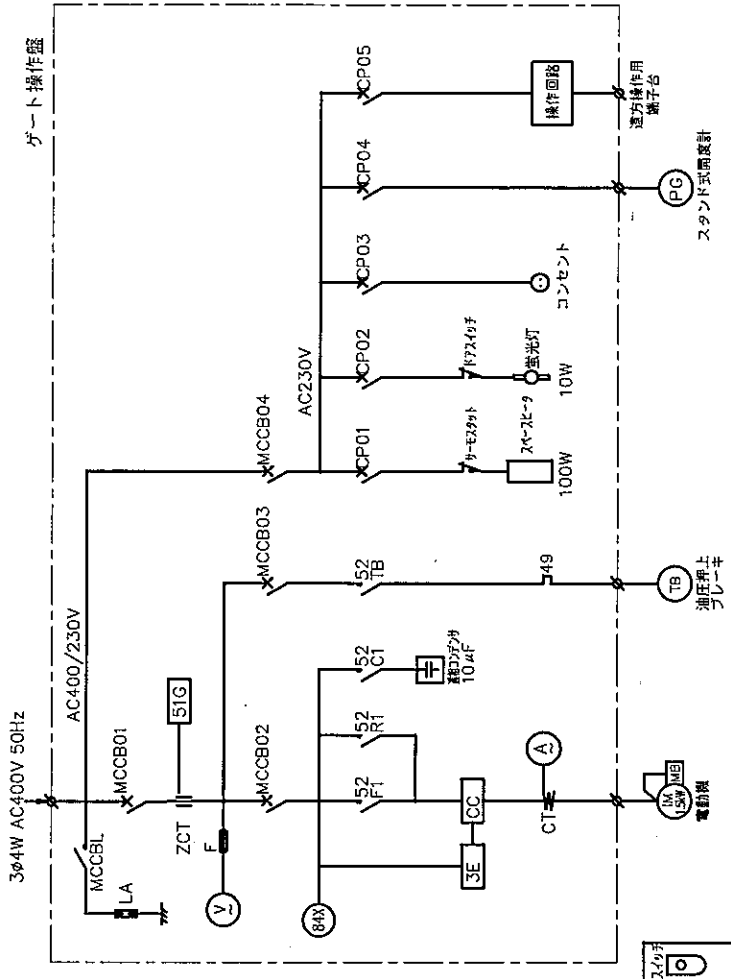 3ø4W AC400V 50Hz
ゲート操作盤
AC400/230V
MCCBL
LA
MCCB01
51G
ZCT
F
V
MCCB02
MCCB03
MCCB04
AC230V
CP01
CP02
CP03
CP04
CP05
サーモスタット
ドアスイッチ
スペースヒータ
100W
蛍光灯
10W
コンセント
操作回路
84X
52
F1
52
R1
52
C1
進相コンデンサ
10μF
52
TB
49
3E
CC
CT
A
IM
1.5kW
MB
電動機
TB
油圧押上
ブレーキ
PG
スタンド式開度計
遠方操作用
端子台
スイッチ